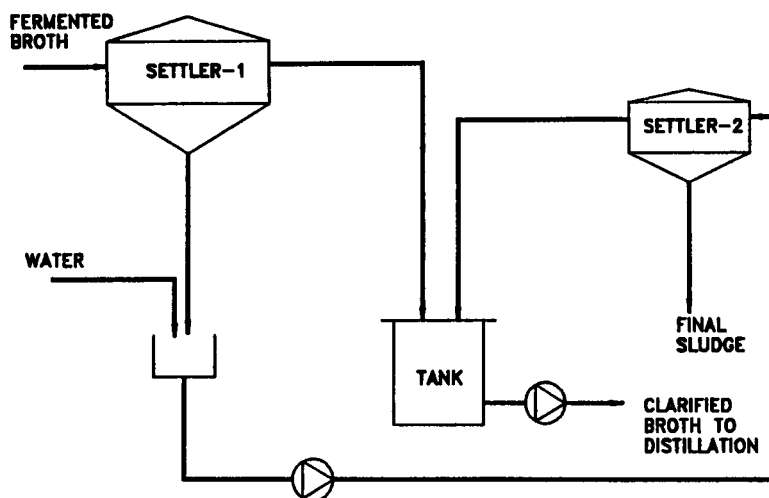 FERMENTED
BROTH
SETTLER-1
SETTLER-2
WATER
TANK
FINAL
SLUDGE
CLARIFIED
BROTH TO
DISTILLATION